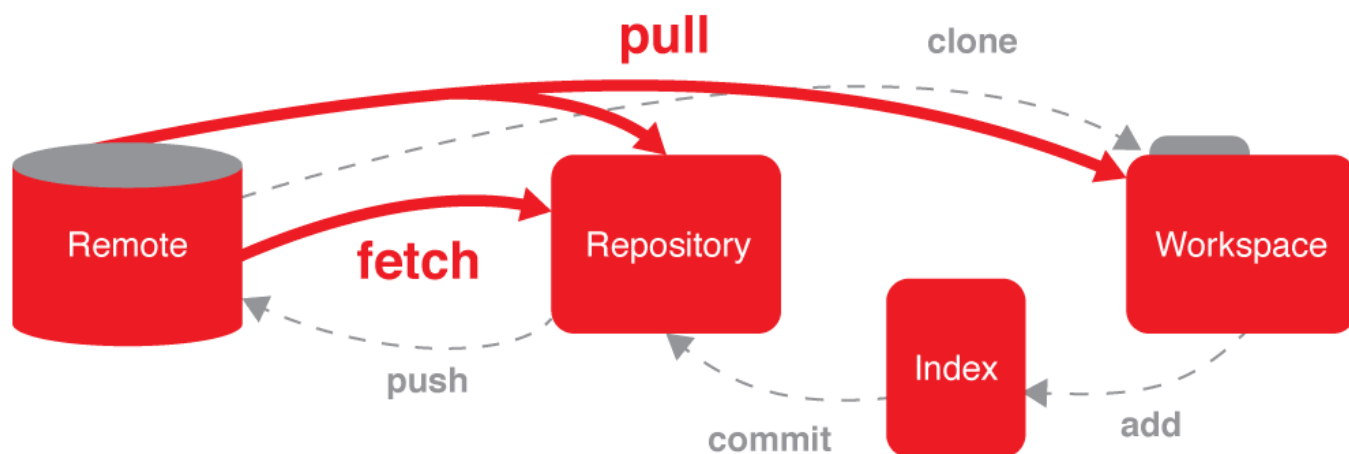 pull
clone
Remote
fetch
Repository
Workspace
push
Index
commit
add